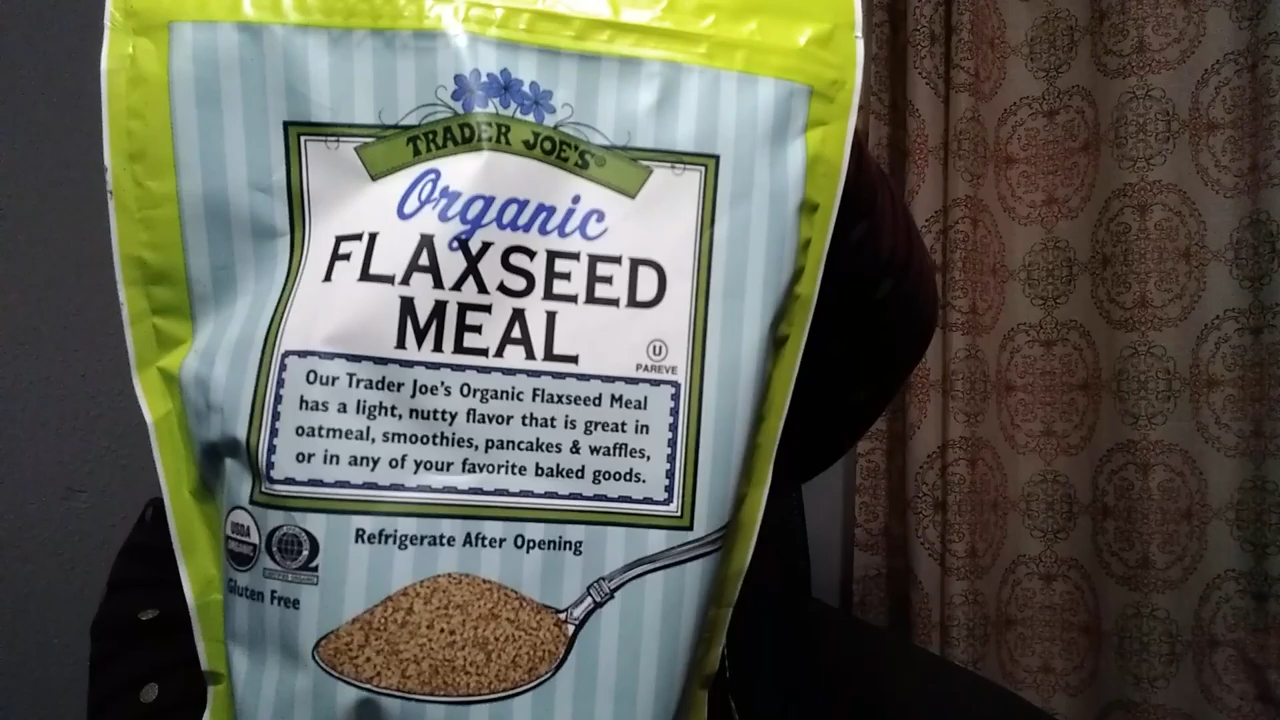 TRADER JOE'S®
Organic
FLAXSEED
MEAL
U
PAREVE
Our Trader Joe's Organic Flaxseed Meal
has a light, nutty flavor that is great in
oatmeal, smoothies, pancakes & waffles,
or in any of your favorite baked goods.
Refrigerate After Opening
USDA
ORGANIC
Gluten Free